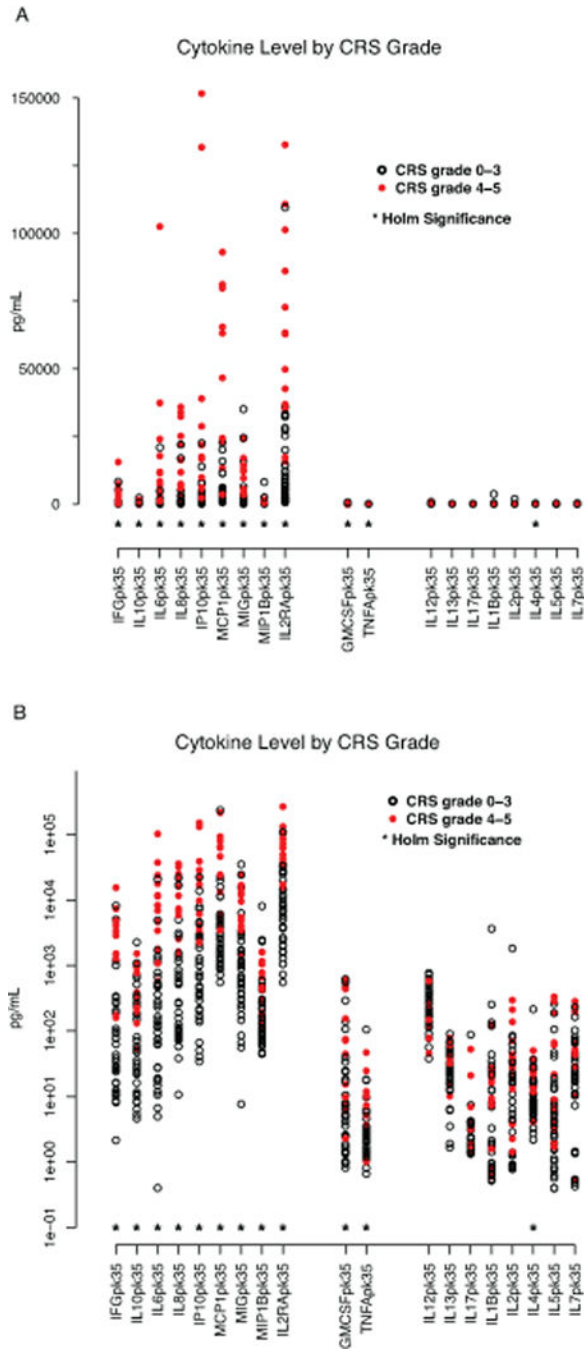 A
Cytokine Level by CRS Grade
150000
CRS grade 0–3
CRS grade 4–5
* Holm Significance
100000
pg/mL
50000
0
* * * * * * * * * * * *
IFGpk35 IL10pk35 IL6pk35 IL8pk35 IP10pk35 MCP1pk35 MIGpk35 MIP1Bpk35 IL2RApk35 GMCSFpk35 TNFApk35 IL12pk35 IL13pk35 IL17pk35 IL1Bpk35 IL2pk35 IL4pk35 IL5pk35 IL7pk35
B
Cytokine Level by CRS Grade
CRS grade 0–3
CRS grade 4–5
* Holm Significance
1e+05
1e+04
1e+03
pg/mL
1e+02
1e+01
1e+00
1e–01
* * * * * * * * * * * *
IFGpk35 IL10pk35 IL6pk35 IL8pk35 IP10pk35 MCP1pk35 MIGpk35 MIP1Bpk35 IL2RApk35 GMCSFpk35 TNFApk35 IL12pk35 IL13pk35 IL17pk35 IL1Bpk35 IL2pk35 IL4pk35 IL5pk35 IL7pk35